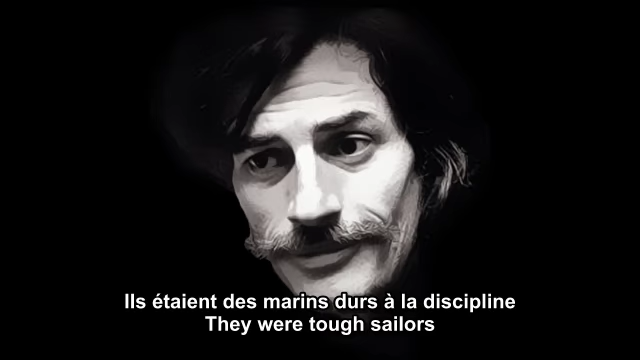 Ils étaient des marins durs à la discipline
They were tough sailors